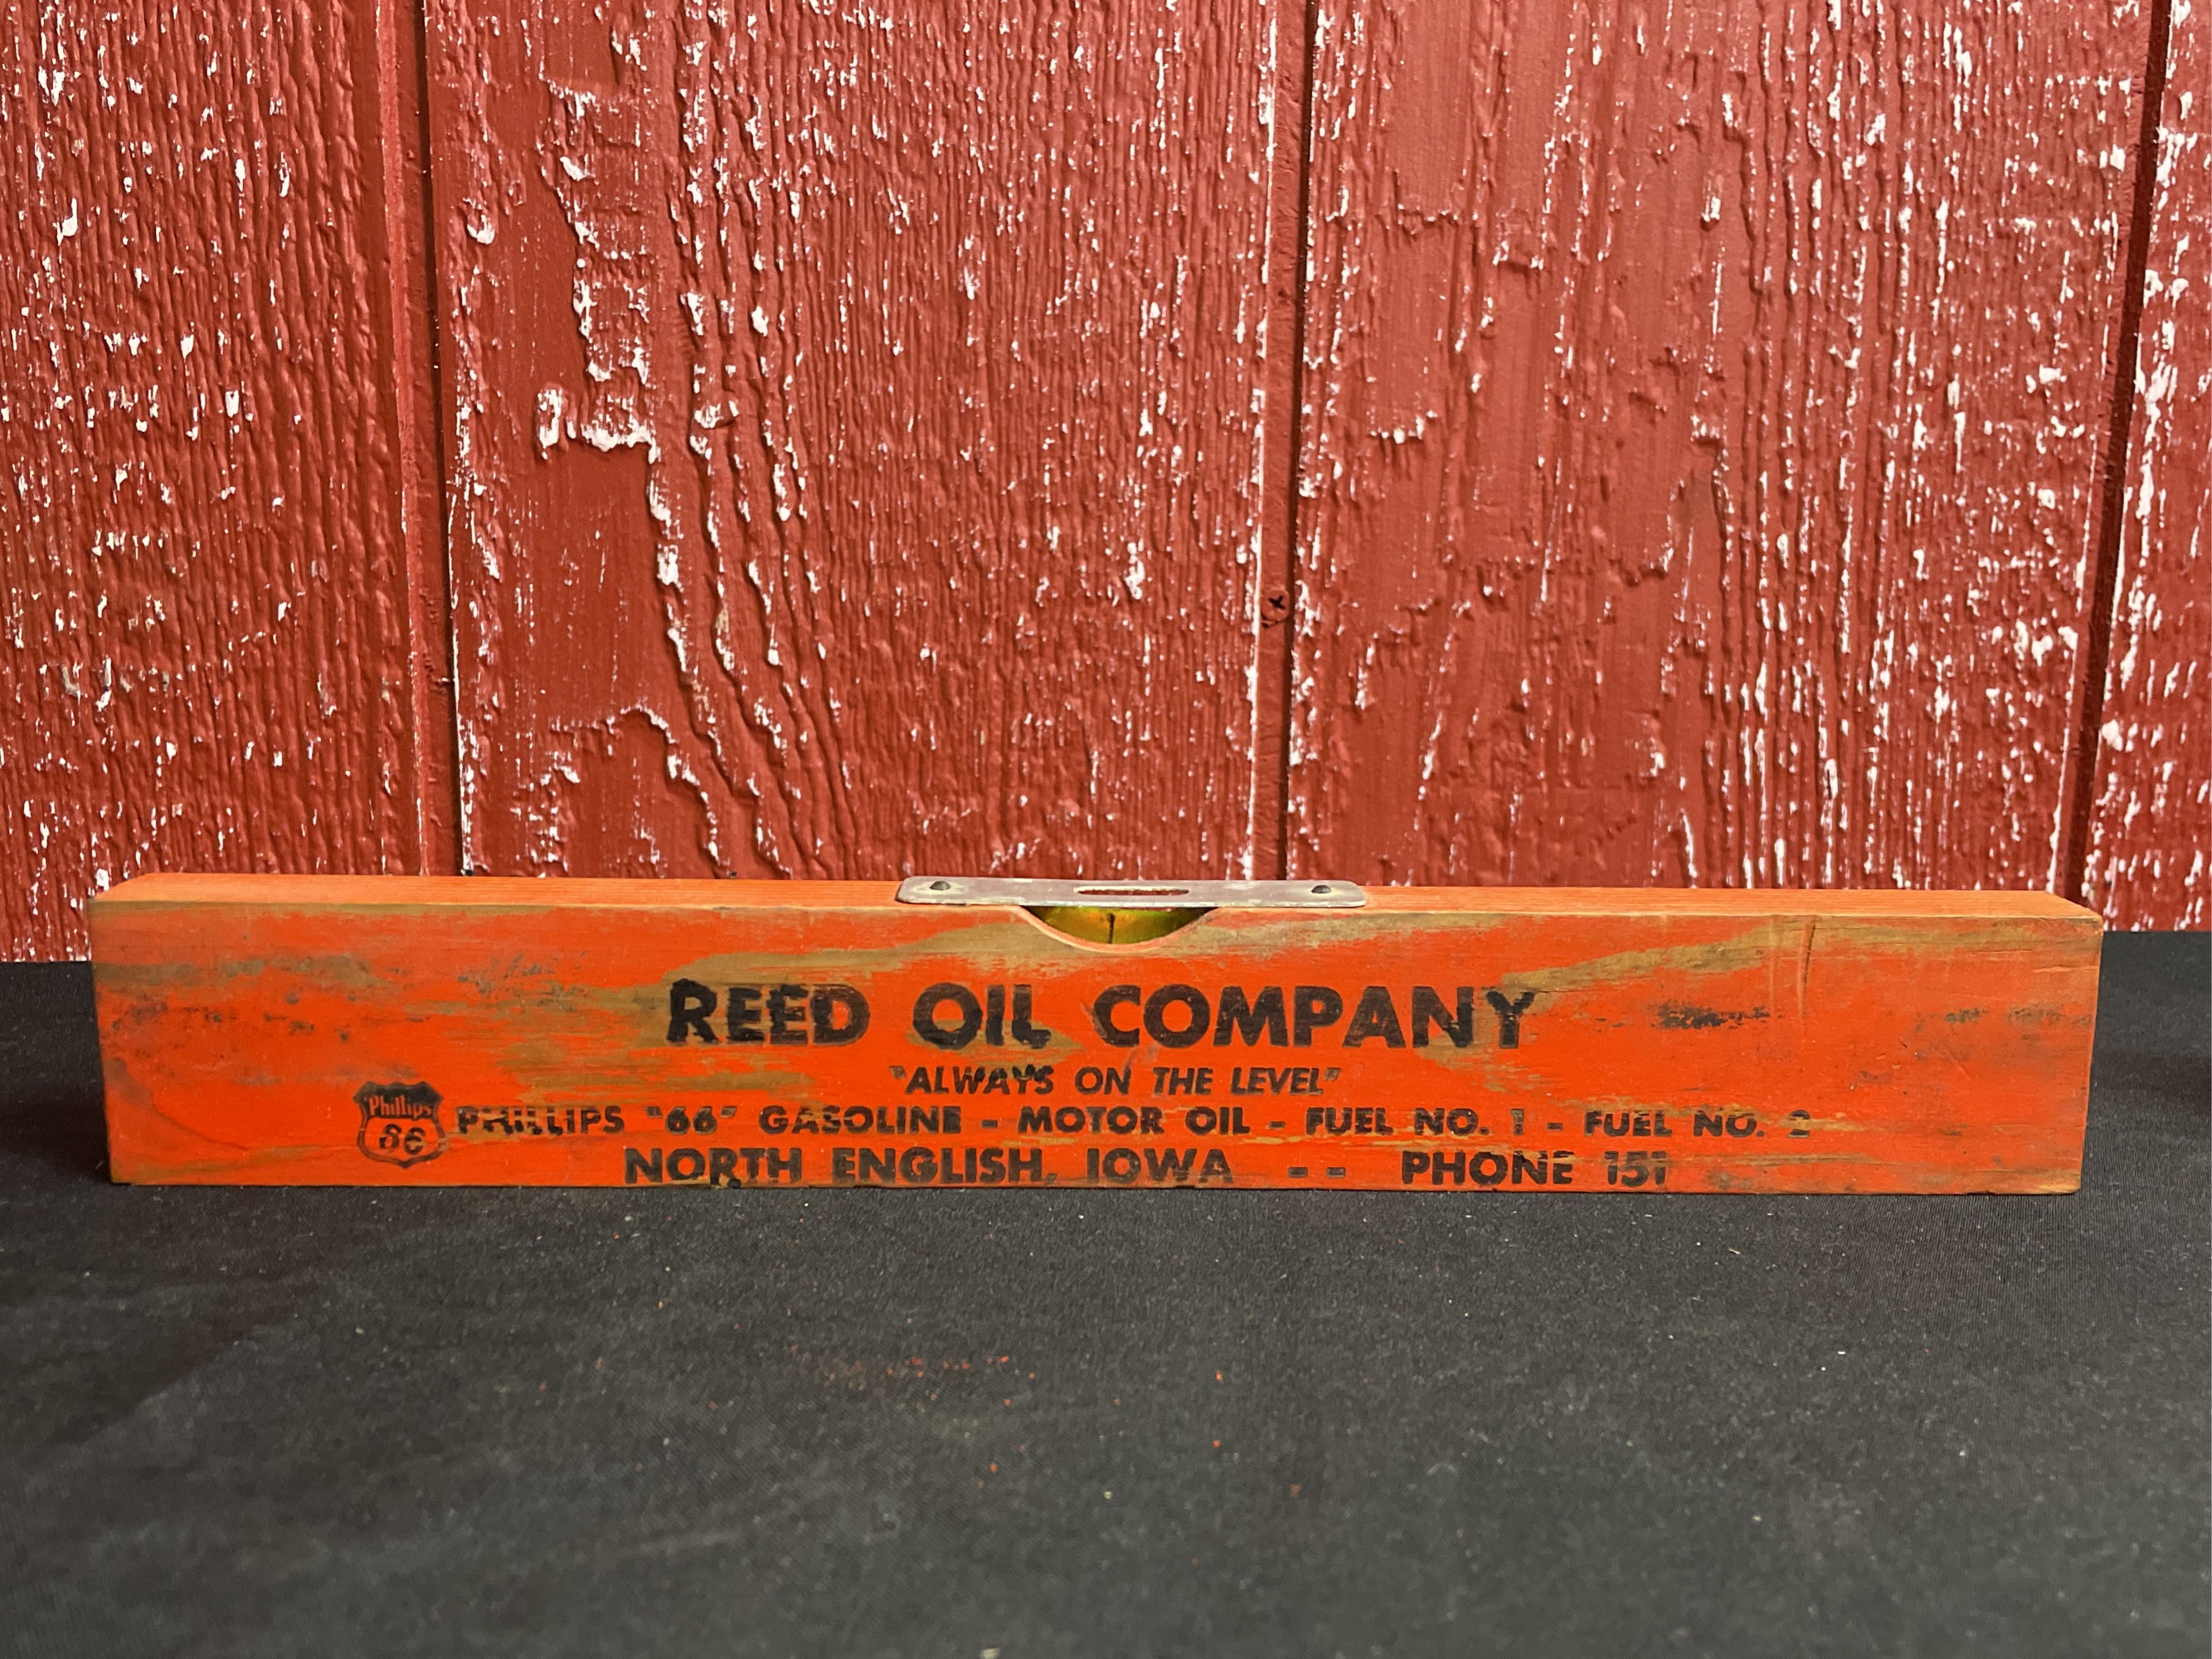 REED OIL COMPANY
"ALWAYS ON THE LEVEL"
Phillips
66
PHILLIPS "66" GASOLINE - MOTOR OIL - FUEL NO. 1 - FUEL NO. 2
NORTH ENGLISH, IOWA -- PHONE 151